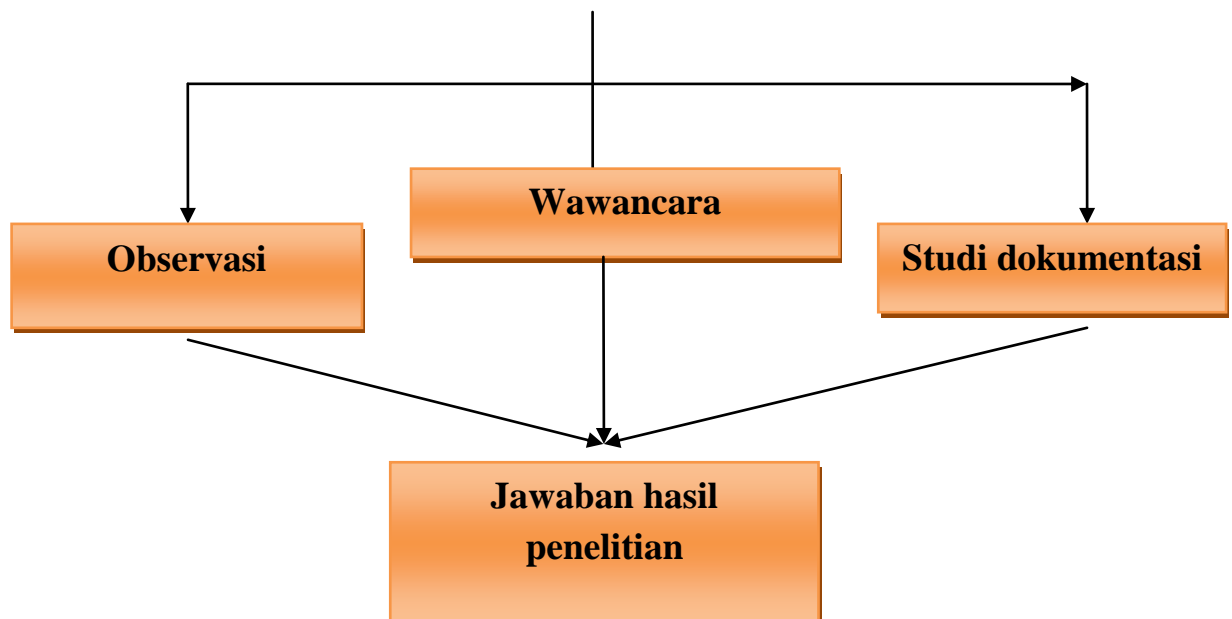 Wawancara
Observasi
Studi dokumentasi
Jawaban hasil
penelitian